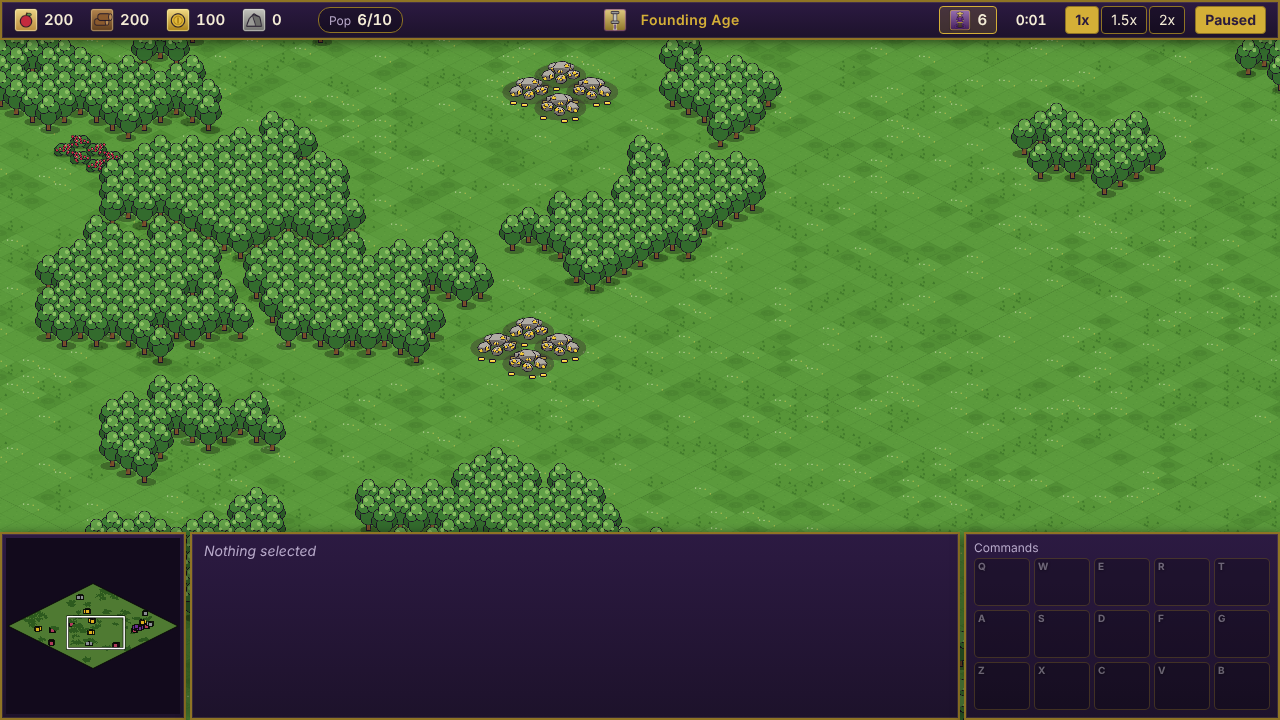 200
200
100
0
Pop 6/10
Founding Age
6
0:01
1x
1.5x
2x
Paused
Nothing selected
Commands
Q W E R T
A S D F G
Z X C V B